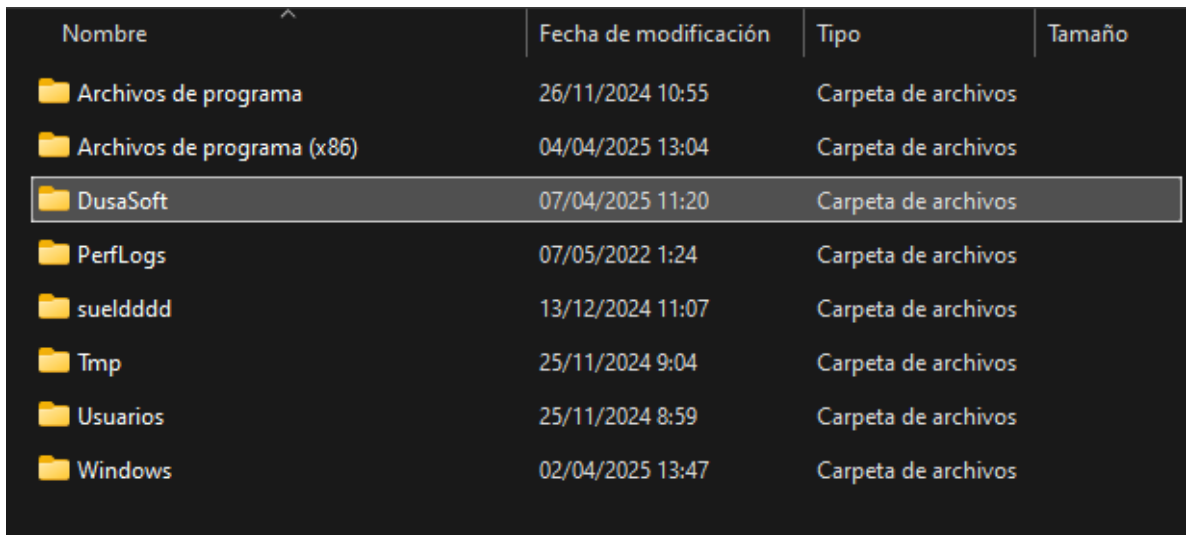 Nombre Fecha de modificación Tipo Tamaño
Archivos de programa 26/11/2024 10:55 Carpeta de archivos
Archivos de programa (x86) 04/04/2025 13:04 Carpeta de archivos
DusaSoft 07/04/2025 11:20 Carpeta de archivos
PerfLogs 07/05/2022 1:24 Carpeta de archivos
sueldddd 13/12/2024 11:07 Carpeta de archivos
Tmp 25/11/2024 9:04 Carpeta de archivos
Usuarios 25/11/2024 8:59 Carpeta de archivos
Windows 02/04/2025 13:47 Carpeta de archivos